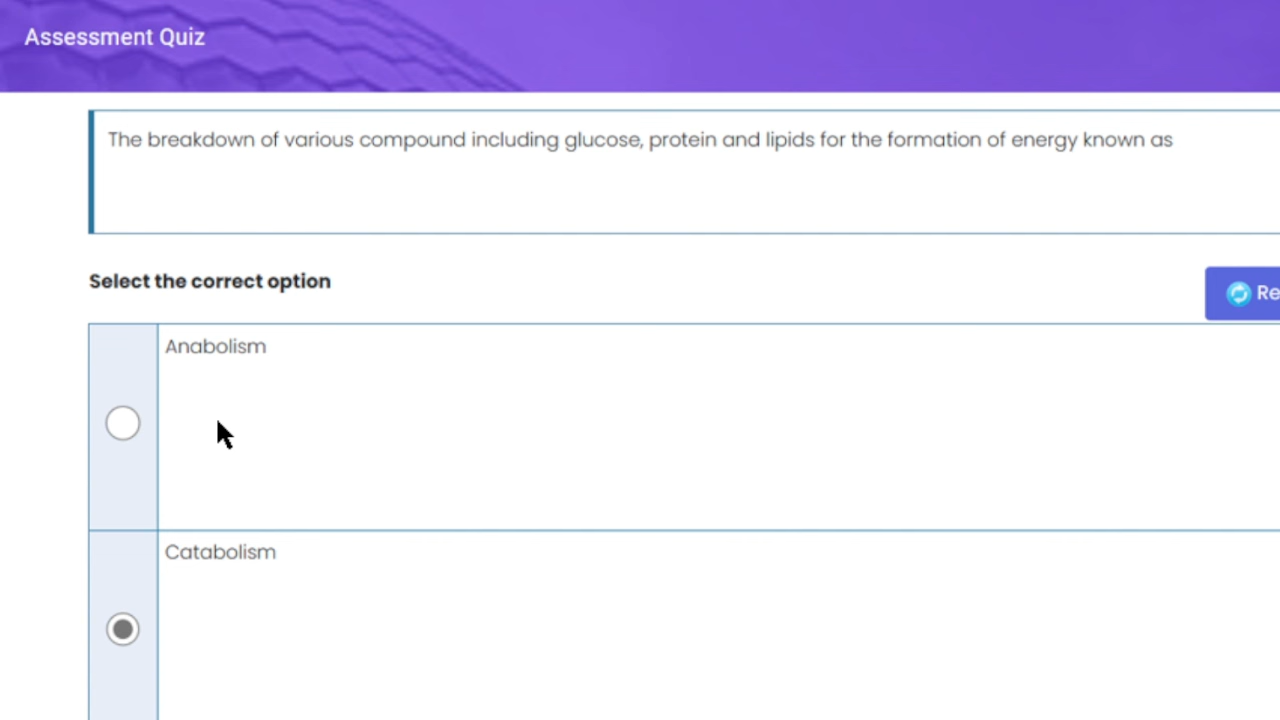 Assessment Quiz
The breakdown of various compound including glucose, protein and lipids for the formation of energy known as
Select the correct option
Re
Anabolism
Catabolism